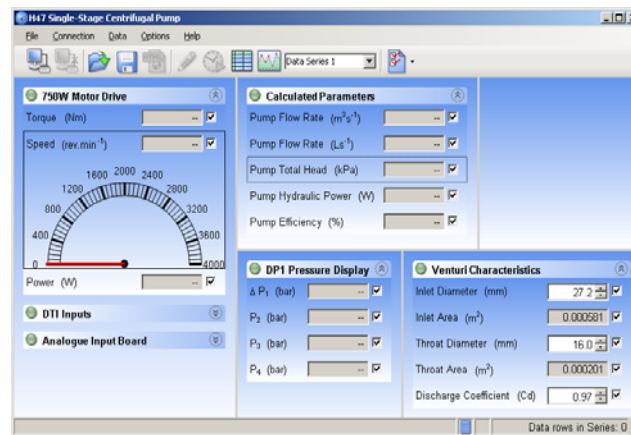 H47 Single-Stage Centrifugal Pump
File Connection Data Options Help
Data Series 1
750W Motor Drive
Torque (Nm) --
Speed (rev.min⁻¹) --
0 400 800 1200 1600 2000 2400 2800 3200 3600 4000
Power (W) --
DTI Inputs
Analogue Input Board
Calculated Parameters
Pump Flow Rate (m³s⁻¹) --
Pump Flow Rate (Ls⁻¹) --
Pump Total Head (kPa) --
Pump Hydraulic Power (W) --
Pump Efficiency (%) --
DP1 Pressure Display
Δ P₁ (bar) --
P₂ (bar) --
P₃ (bar) --
P₄ (bar) --
Venturi Characteristics
Inlet Diameter (mm) 27.2
Inlet Area (m²) 0.000581
Throat Diameter (mm) 16.0
Throat Area (m²) 0.000201
Discharge Coefficient (Cd) 0.97
Data rows in Series: 0